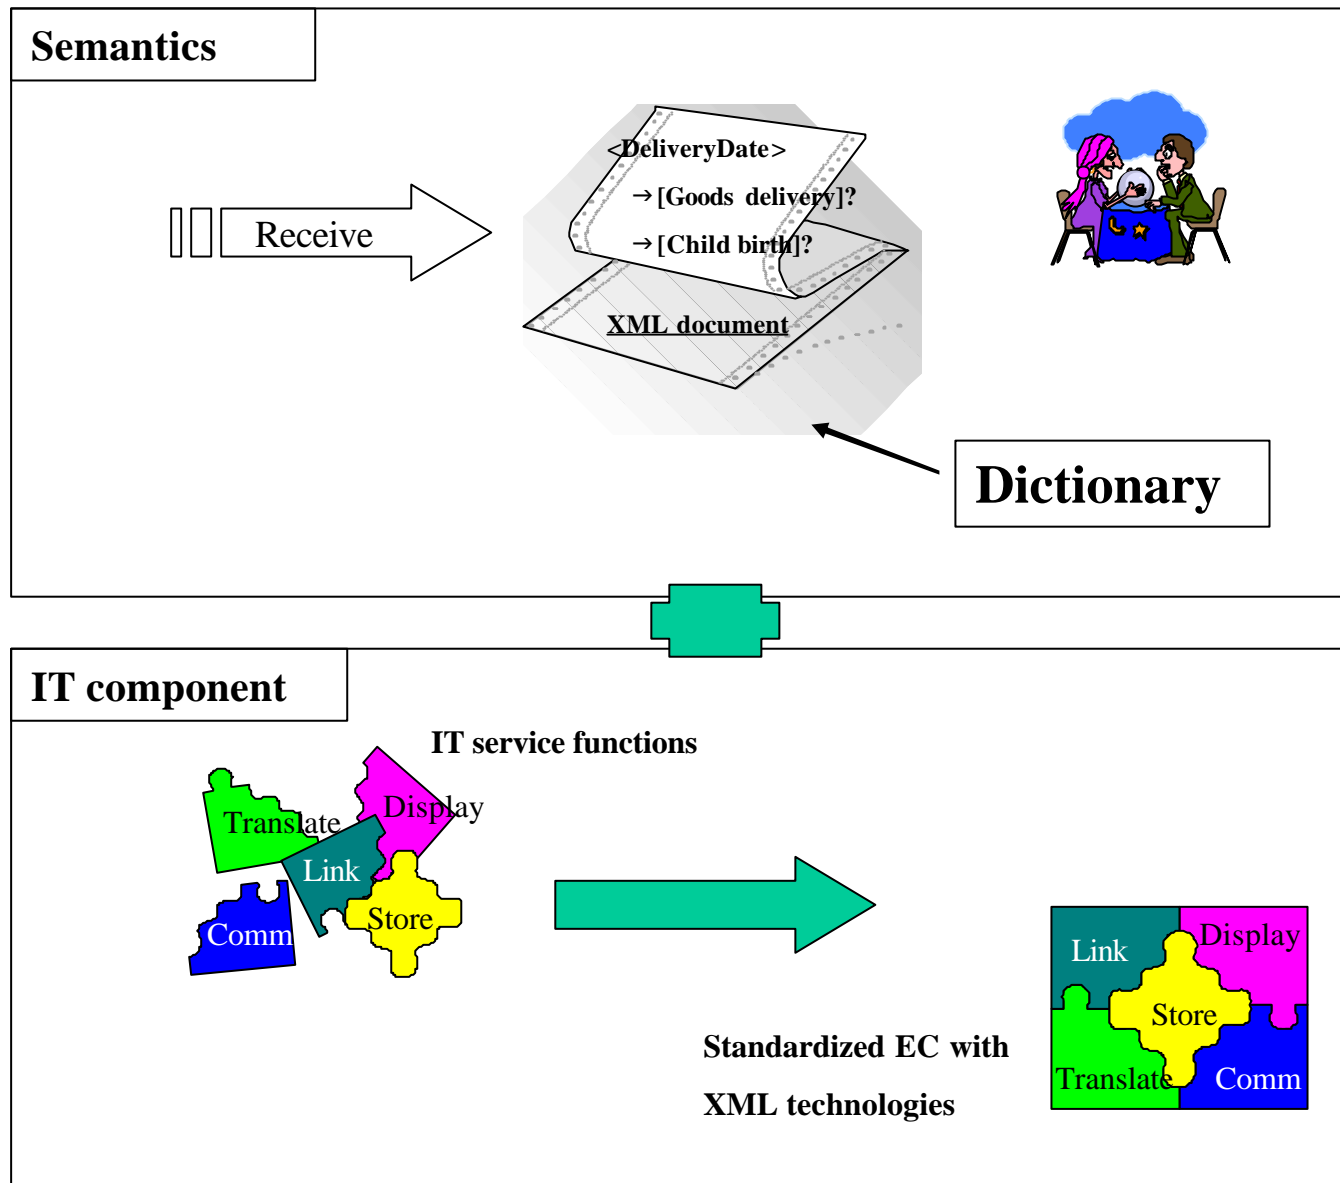 Semantics
<DeliveryDate>
→[Goods delivery]?
→[Child birth]?
Receive
XML document
Dictionary
IT component
IT service functions
Translate
Display
Link
Comm
Store
Link
Display
Store
Translate
Comm
Standardized EC with
XML technologies